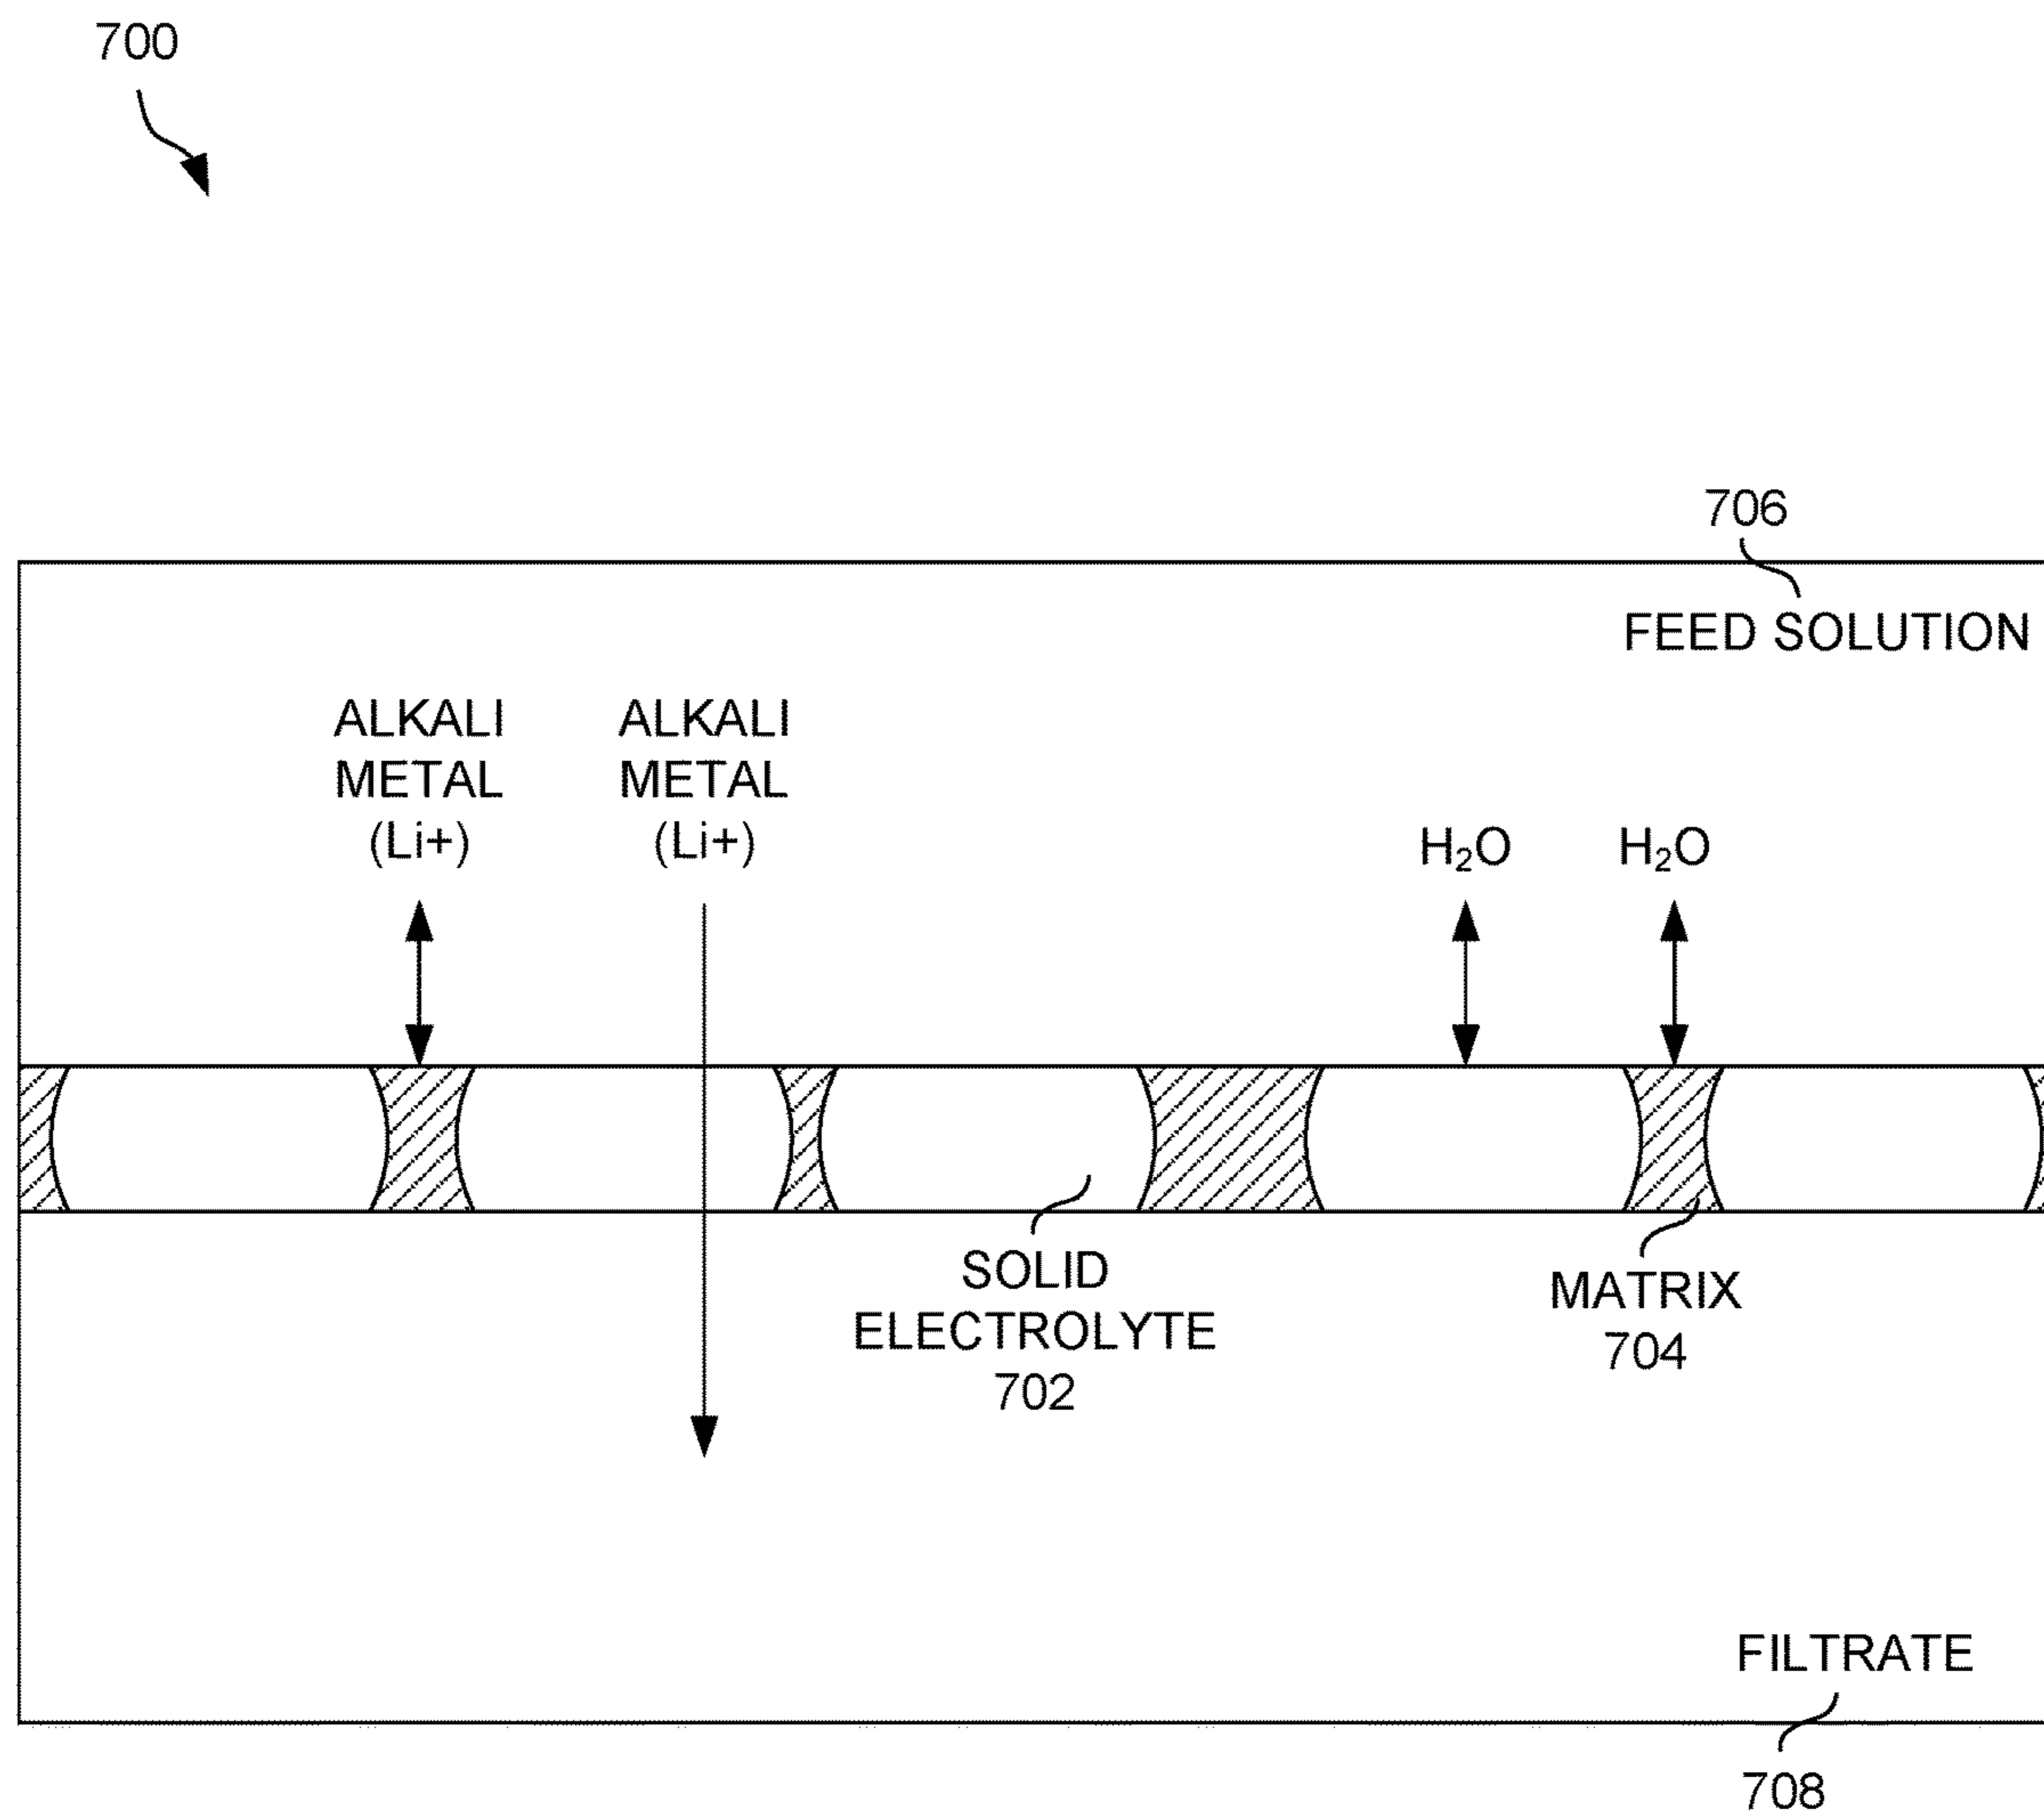 700
706
FEED SOLUTION
ALKALI
METAL
(Li+)
ALKALI
METAL
(Li+)
H₂O
H₂O
SOLID
ELECTROLYTE
702
MATRIX
704
FILTRATE
708